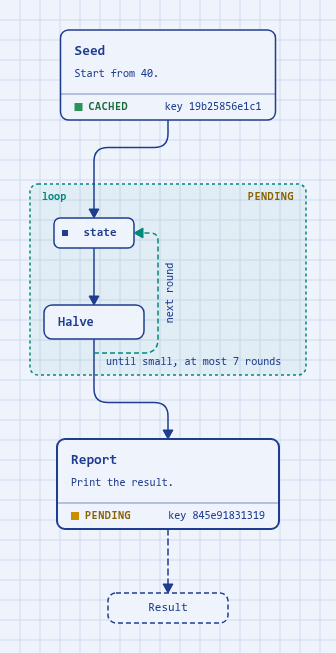 Seed
Start from 40.
CACHED key 19b25856e1c1
loop PENDING
state
next round
Halve
until small, at most 7 rounds
Report
Print the result.
PENDING key 845e91831319
Result